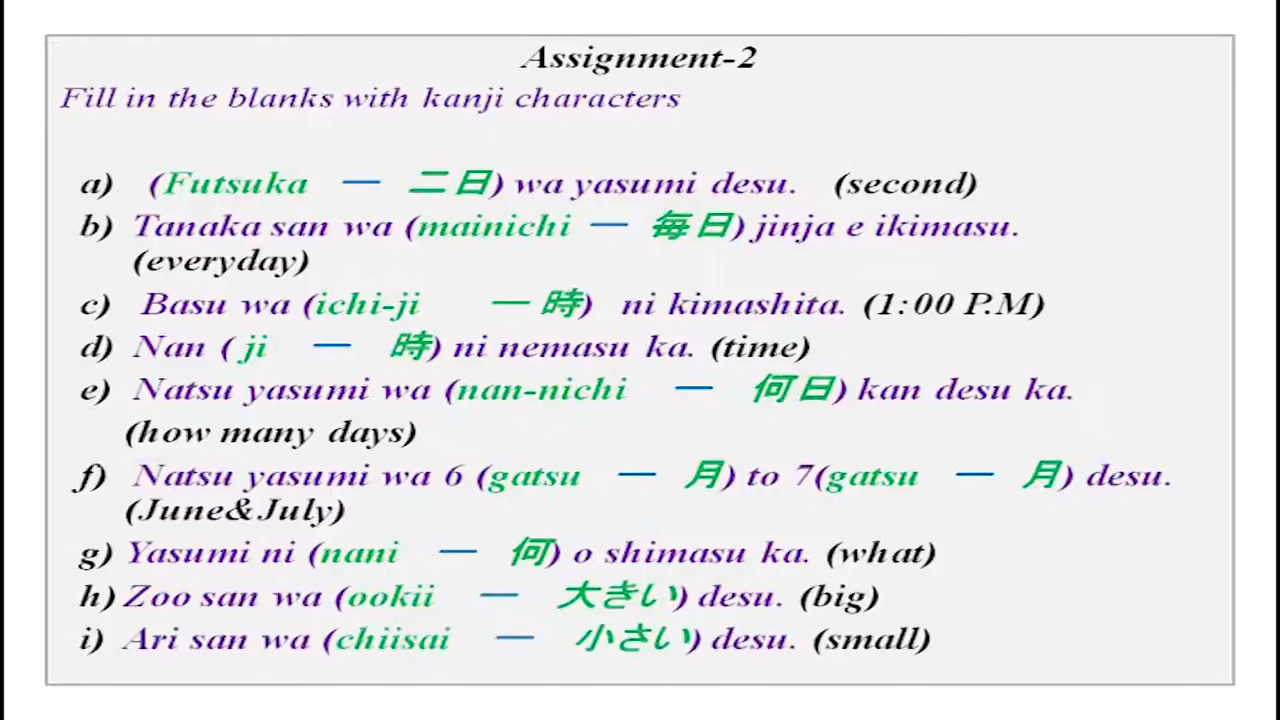 Assignment-2
Fill in the blanks with kanji characters
a) (Futsuka — 二日) wa yasumi desu. (second)
b) Tanaka san wa (mainichi — 毎日) jinja e ikimasu.
(everyday)
c) Basu wa (ichi-ji 一時) ni kimashita. (1:00 P.M)
d) Nan ( ji — 時) ni nemasu ka. (time)
e) Natsu yasumi wa (nan-nichi — 何日) kan desu ka.
(how many days)
f) Natsu yasumi wa 6 (gatsu — 月) to 7(gatsu — 月) desu.
(June&July)
g) Yasumi ni (nani — 何) o shimasu ka. (what)
h) Zoo san wa (ookii — 大きい) desu. (big)
i) Ari san wa (chiisai — 小さい) desu. (small)